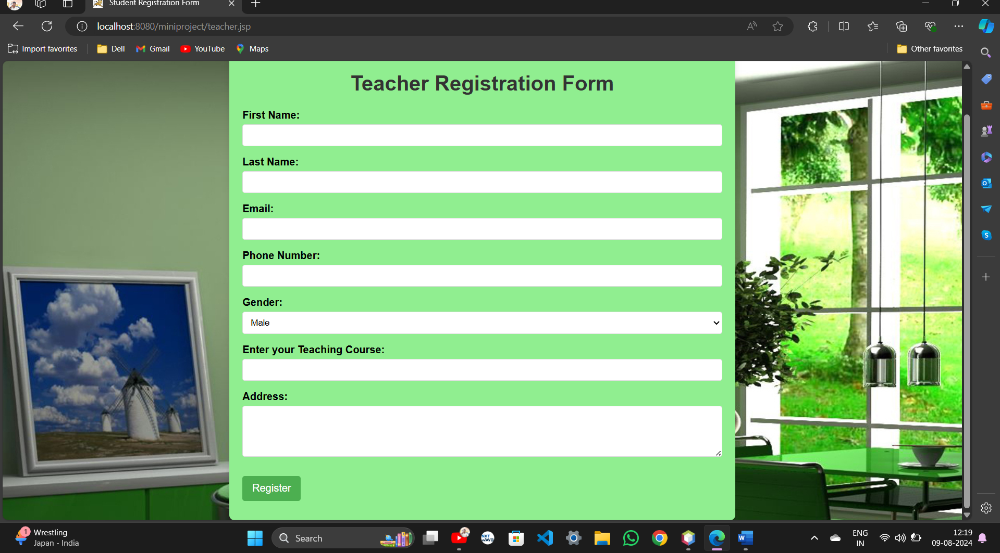 Student Registration Form
localhost:8080/miniproject/teacher.jsp
Import favorites
Dell
Gmail
YouTube
Maps
Other favorites
Teacher Registration Form
First Name:
Last Name:
Email:
Phone Number:
Gender:
Male
Enter your Teaching Course:
Address:
Register
1
Wrestling
Japan - India
Search
NXT
WAVE
ENG
IN
12:19
09-08-2024